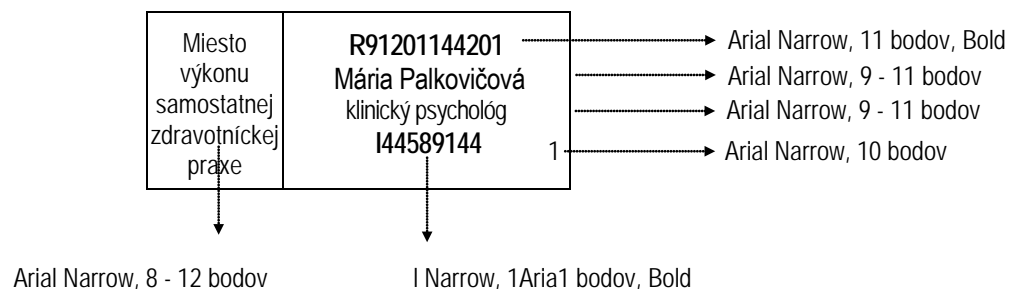 Miesto
výkonu
samostatnej
zdravotníckej
praxe
R91201144201
Mária Palkovičová
klinický psychológ
I44589144
1
Arial Narrow, 11 bodov, Bold
Arial Narrow, 9 - 11 bodov
Arial Narrow, 9 - 11 bodov
Arial Narrow, 10 bodov
Arial Narrow, 8 - 12 bodov
I Narrow, 1Aria1 bodov, Bold